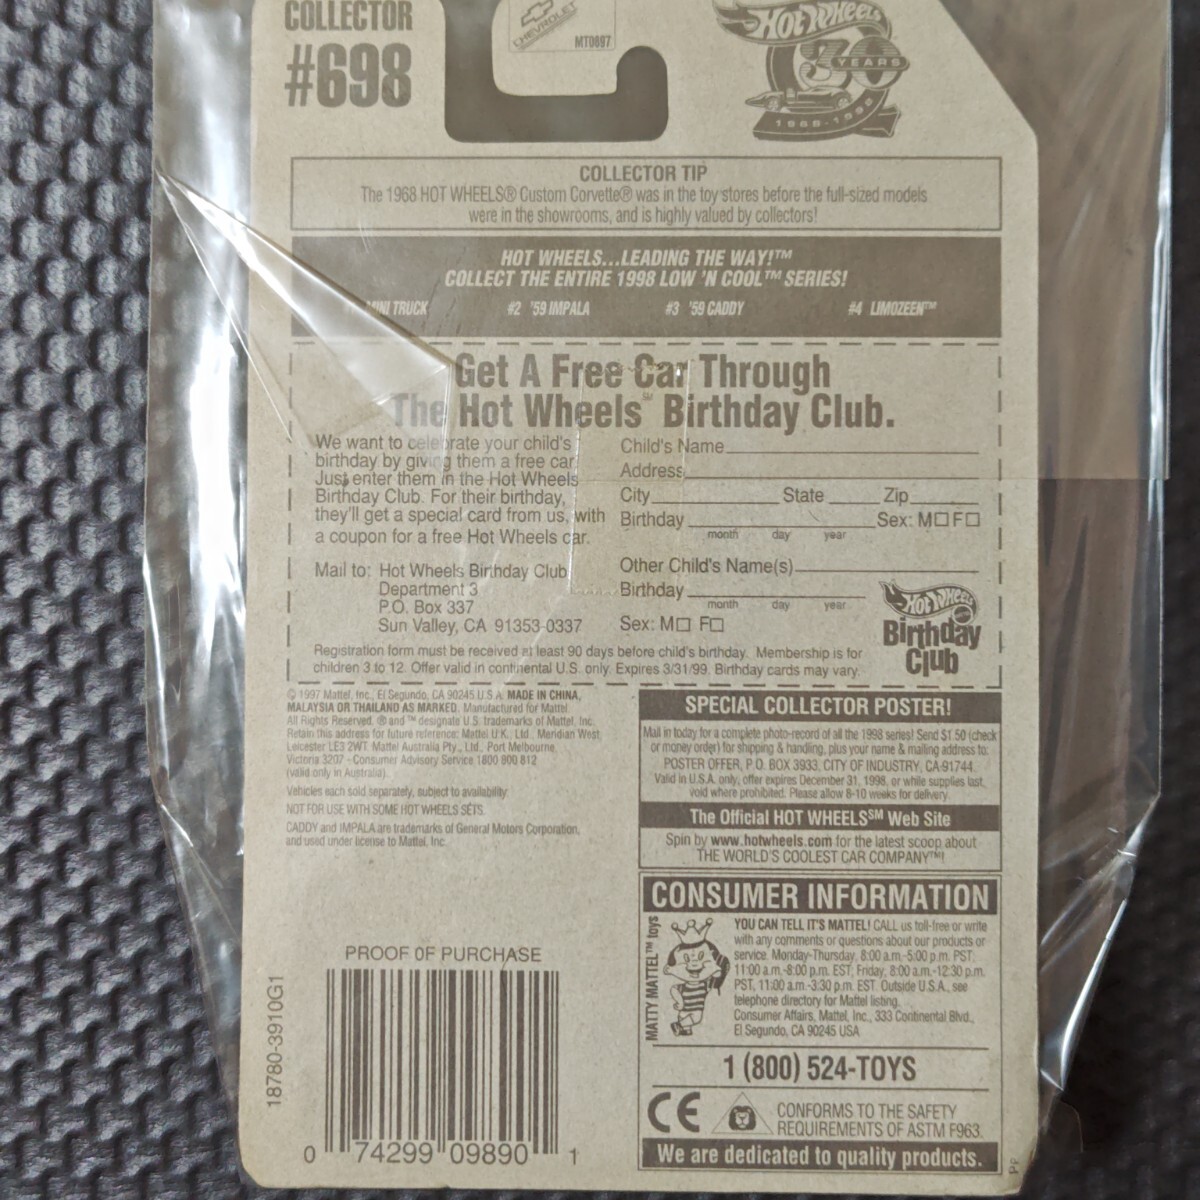 COLLECTOR
#698
CHEVROLET
MT0697
HOT WHEELS
30 YEARS
1968-1998
COLLECTOR TIP
The 1968 HOT WHEELS® Custom Corvette® was in the toy stores before the full-sized models
were in the showrooms, and is highly valued by collectors!
HOT WHEELS...LEADING THE WAY!™
COLLECT THE ENTIRE 1998 LOW 'N COOL™ SERIES!
MINI TRUCK #2 '59 IMPALA #3 '59 CADDY #4 LIMOZEEN™
Get A Free Car Through
The Hot Wheels℠ Birthday Club.
We want to celebrate your child's
birthday by giving them a free car.
Just enter them in the Hot Wheels
Birthday Club. For their birthday,
they'll get a special card from us, with
a coupon for a free Hot Wheels car.
Mail to: Hot Wheels Birthday Club
Department 3
P.O. Box 337
Sun Valley, CA 91353-0337
Child's Name
Address
City State Zip
Birthday Sex: M□ F□
month day year
Other Child's Name(s)
Birthday
month day year
Sex: M□ F□
HOT WHEELS
Birthday
Club
Registration form must be received at least 90 days before child's birthday. Membership is for
children 3 to 12. Offer valid in continental U.S. only. Expires 3/31/99. Birthday cards may vary.
© 1997 Mattel, Inc., El Segundo, CA 90245 U.S.A. MADE IN CHINA,
MALAYSIA OR THAILAND AS MARKED. Manufactured for Mattel.
All Rights Reserved. ® and ™ designate U.S. trademarks of Mattel, Inc.
Retain this address for future reference: Mattel U.K. Ltd., Meridian West,
Leicester LE3 2WT. Mattel Australia Pty., Ltd., Port Melbourne,
Victoria 3207 - Consumer Advisory Service 1800 800 812
(valid only in Australia).
Vehicles each sold separately, subject to availability.
NOT FOR USE WITH SOME HOT WHEELS SETS.
CADDY and IMPALA are trademarks of General Motors Corporation,
and used under license to Mattel, Inc.
SPECIAL COLLECTOR POSTER!
Mail in today for a complete photo-record of all the 1998 series! Send $1.50 (check
or money order) for shipping & handling, plus your name & mailing address to:
POSTER OFFER, P.O. BOX 3933, CITY OF INDUSTRY, CA 91744.
Valid in U.S.A. only, offer expires December 31, 1998, or while supplies last,
void where prohibited. Please allow 8-10 weeks for delivery.
The Official HOT WHEELS℠ Web Site
Spin by www.hotwheels.com for the latest scoop about
THE WORLD'S COOLEST CAR COMPANY™!
CONSUMER INFORMATION
MATTY MATTEL™ toys
YOU CAN TELL IT'S MATTEL! CALL us toll-free or write
with any comments or questions about our products or
service. Monday-Thursday, 8:00 a.m.-5:00 p.m. PST,
11:00 a.m.-8:00 p.m. EST; Friday, 8:00 a.m.-12:30 p.m.
PST, 11:00 a.m.-3:30 p.m. EST. Outside U.S.A., see
telephone directory for Mattel listing.
Consumer Affairs, Mattel, Inc., 333 Continental Blvd.,
El Segundo, CA 90245 USA
1 (800) 524-TOYS
CE
CONFORMS TO THE SAFETY
REQUIREMENTS OF ASTM F963.
We are dedicated to quality products.
PROOF OF PURCHASE
18780-3910G1
0 74299 09890 1